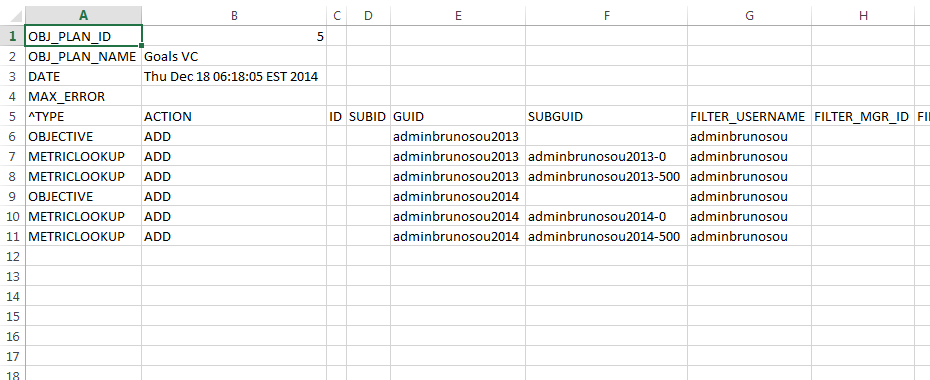 A B C D E F G H
1 OBJ_PLAN_ID 5
2 OBJ_PLAN_NAME Goals VC
3 DATE Thu Dec 18 06:18:05 EST 2014
4 MAX_ERROR
5 ^TYPE ACTION ID SUBID GUID SUBGUID FILTER_USERNAME FILTER_MGR_ID FI
6 OBJECTIVE ADD adminbrunosou2013 adminbrunosou
7 METRICLOOKUP ADD adminbrunosou2013 adminbrunosou2013-0 adminbrunosou
8 METRICLOOKUP ADD adminbrunosou2013 adminbrunosou2013-500 adminbrunosou
9 OBJECTIVE ADD adminbrunosou2014 adminbrunosou
10 METRICLOOKUP ADD adminbrunosou2014 adminbrunosou2014-0 adminbrunosou
11 METRICLOOKUP ADD adminbrunosou2014 adminbrunosou2014-500 adminbrunosou
12
13
14
15
16
17
18